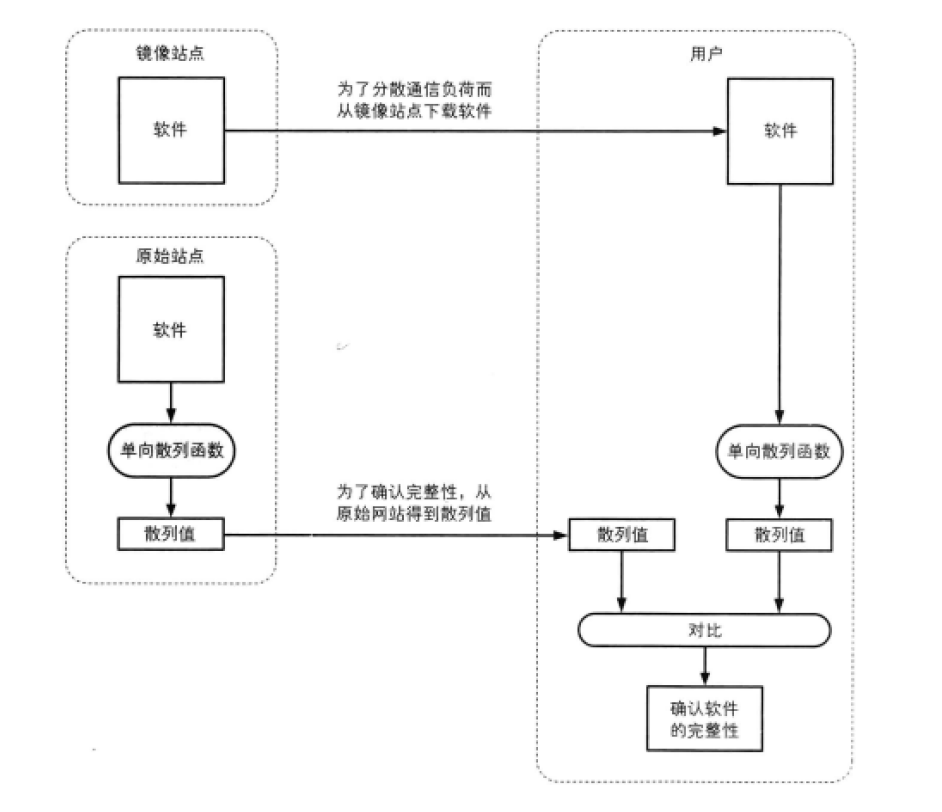 镜像站点
软件
为了分散通信负荷而
从镜像站点下载软件
用户
软件
原始站点
软件
单向散列函数
散列值
为了确认完整性，从
原始网站得到散列值
单向散列函数
散列值
散列值
对比
确认软件
的完整性